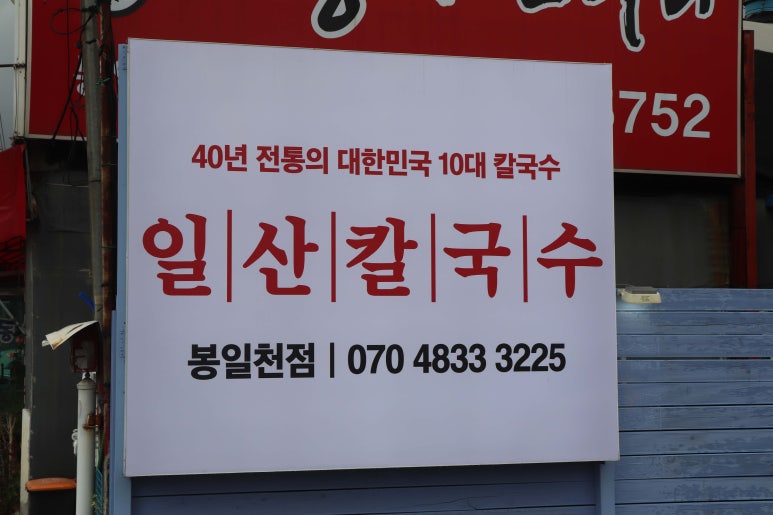 752
40년 전통의 대한민국 10대 칼국수
일|산|칼|국|수
봉일천점 | 070 4833 3225